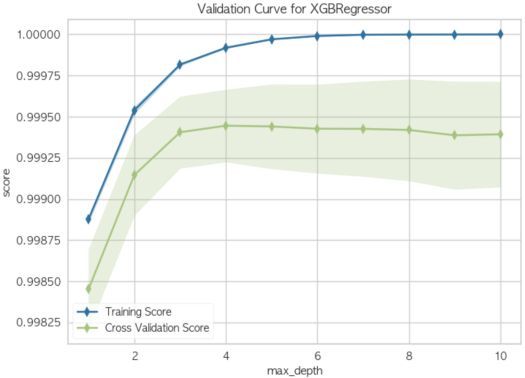 Validation Curve for XGBRegressor
1.00000
0.99975
0.99950
0.99925
0.99900
0.99875
0.99850
0.99825
score
Training Score
Cross Validation Score
2 4 6 8 10
max_depth